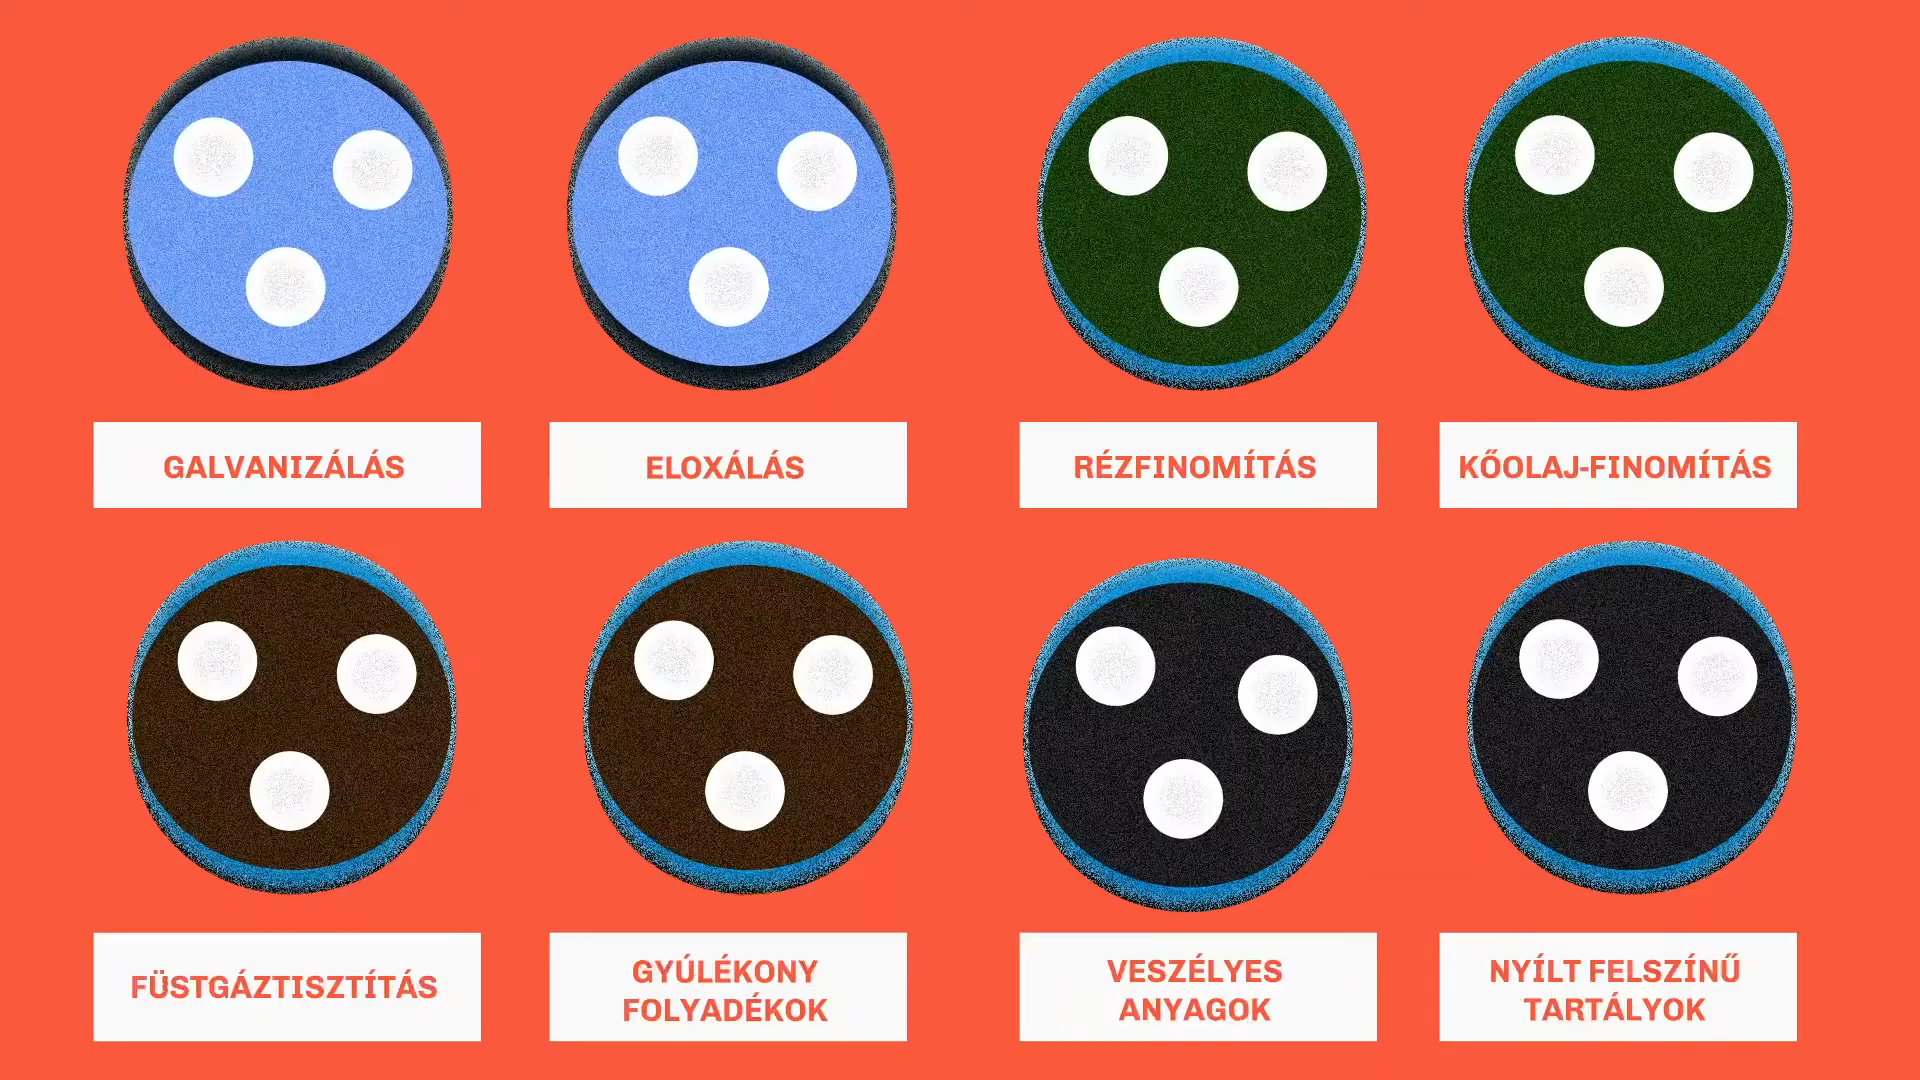 GALVANIZÁLÁS
ELOXÁLÁS
RÉZFINOMÍTÁS
KŐOLAJ-FINOMÍTÁS
FÜSTGÁZTISZTÍTÁS
GYÚLÉKONY
FOLYADÉKOK
VESZÉLYES
ANYAGOK
NYÍLT FELSZÍNŰ
TARTÁLYOK